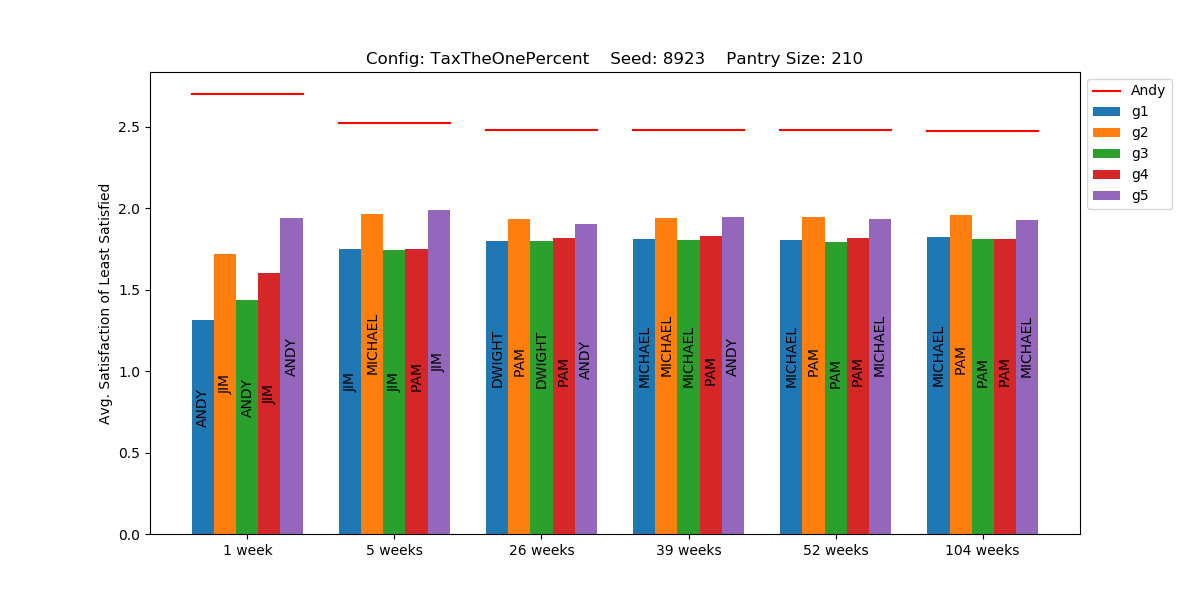 Config: TaxTheOnePercent    Seed: 8923    Pantry Size: 210
Avg. Satisfaction of Least Satisfied
2.5
2.0
1.5
1.0
0.5
0.0
ANDY
JIM
ANDY
JIM
ANDY
JIM
MICHAEL
JIM
PAM
JIM
DWIGHT
PAM
DWIGHT
PAM
ANDY
MICHAEL
MICHAEL
MICHAEL
PAM
ANDY
MICHAEL
PAM
PAM
PAM
MICHAEL
MICHAEL
PAM
PAM
PAM
MICHAEL
1 week
5 weeks
26 weeks
39 weeks
52 weeks
104 weeks
Andy
g1
g2
g3
g4
g5